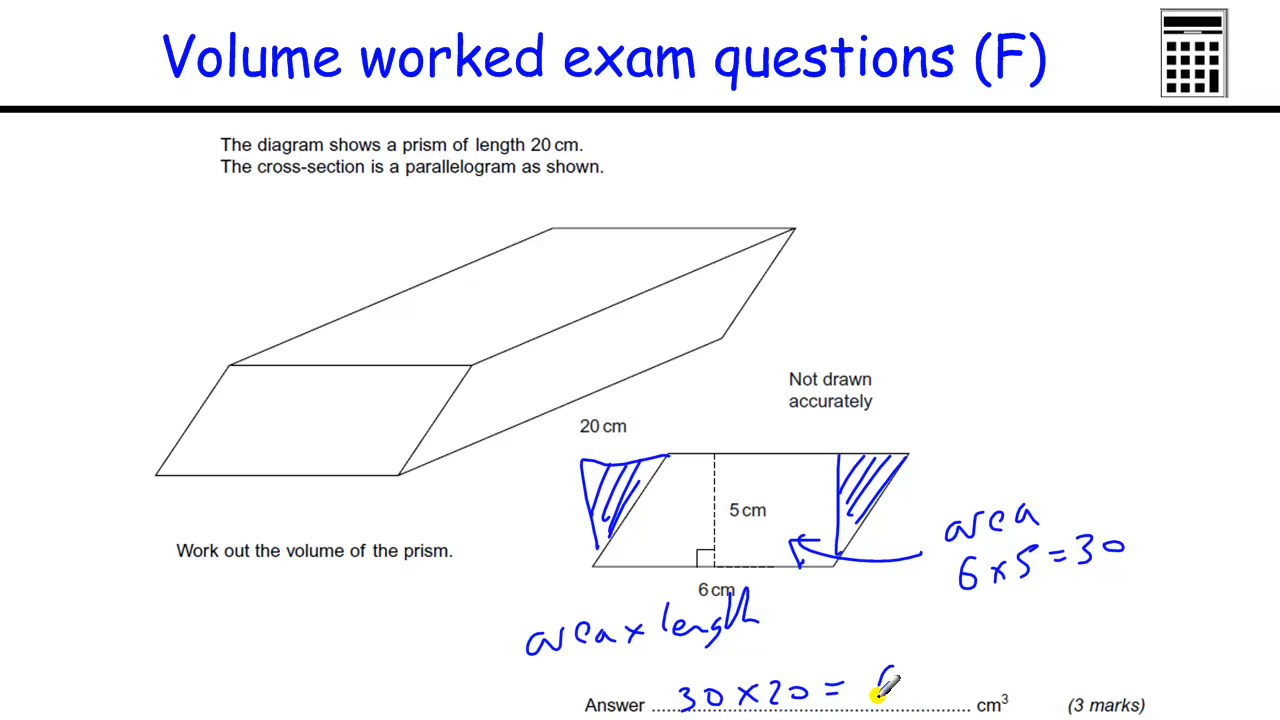 Volume worked exam questions (F)
The diagram shows a prism of length 20 cm.
The cross-section is a parallelogram as shown.
Not drawn
accurately
20 cm
5 cm
area
6 x 5 = 30
Work out the volume of the prism.
6 cm
area x length
Answer 30 x 20 = cm³ (3 marks)